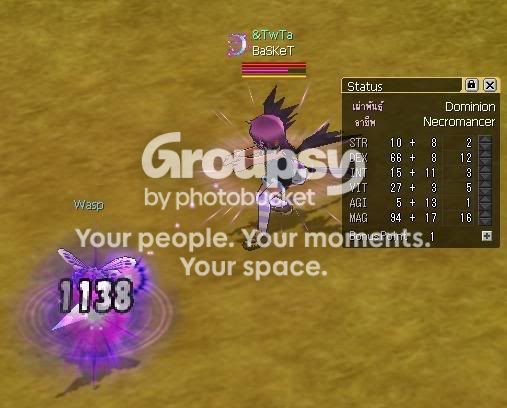 &TwTa
BaSKeT
Status
เผ่าพันธุ์ Dominion
อาชีพ Necromancer
STR 10 + 8 2
DEX 66 + 8 12
INT 15 + 11 3
VIT 27 + 3 5
AGI 5 + 13 1
MAG 94 + 17 16
BonusPoint 1
Wasp
1138
Groupsy
by photobucket
Your people. Your moments.
Your space.